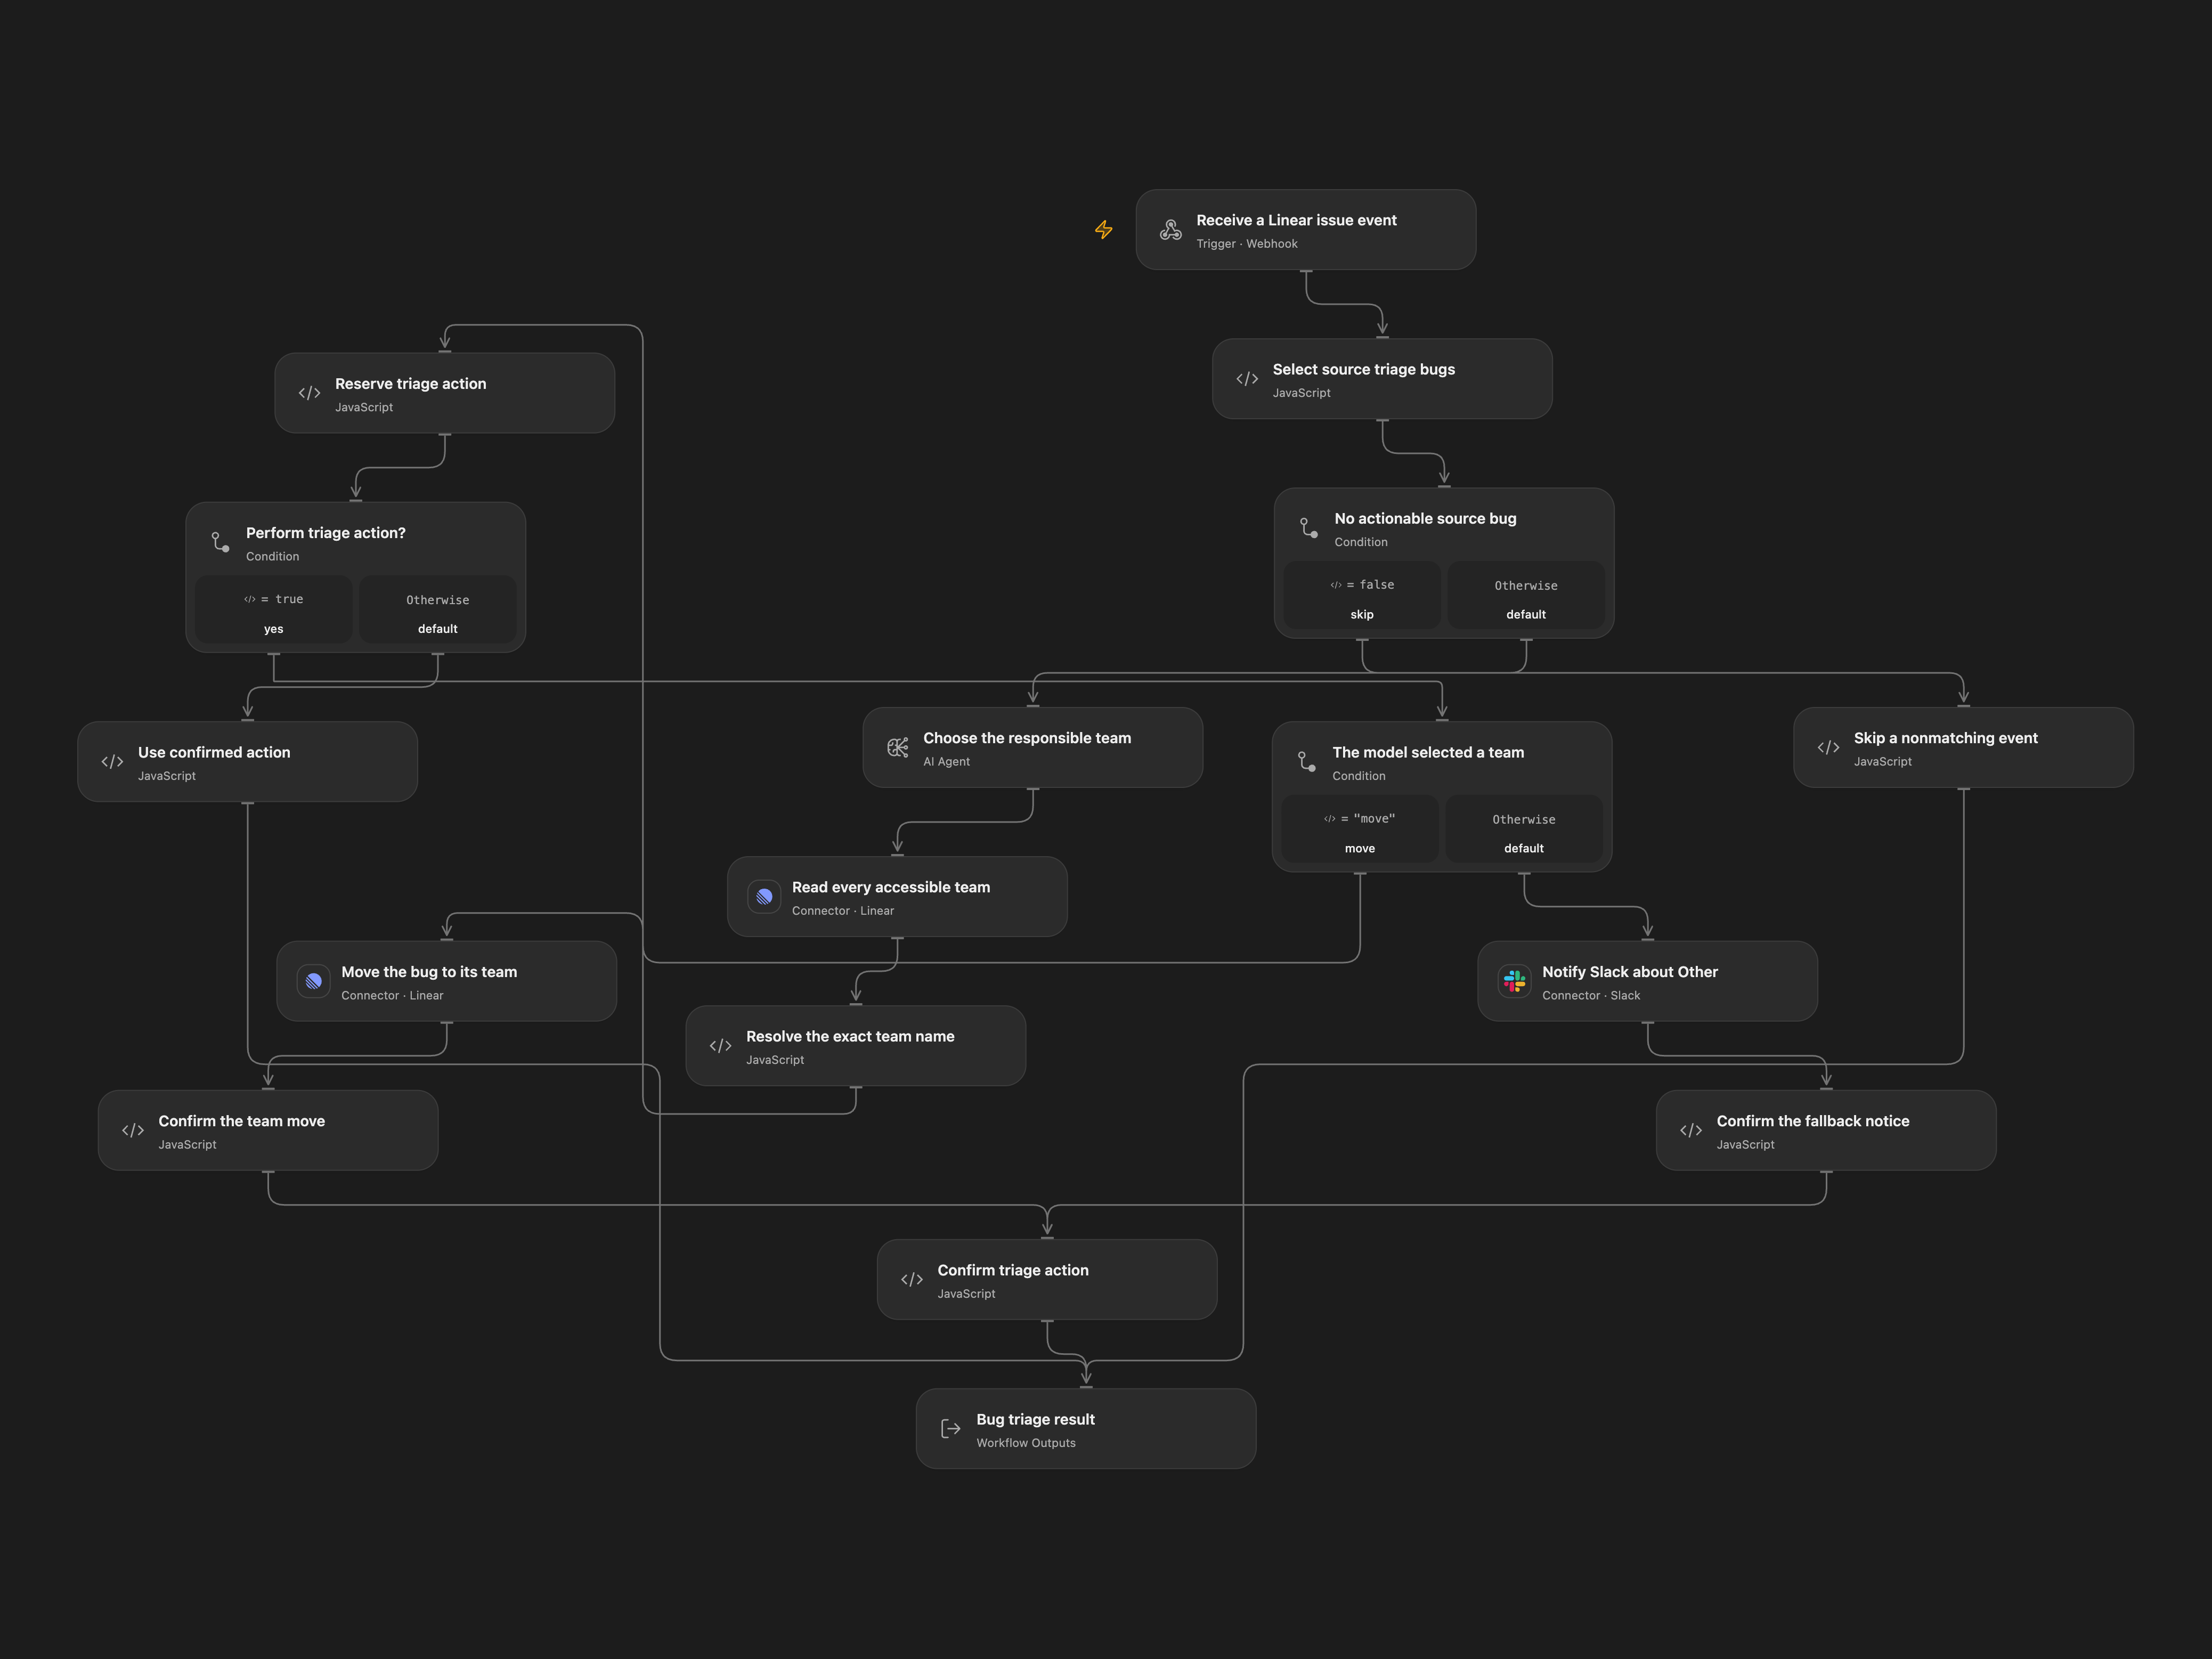 Receive a Linear issue event
Trigger · Webhook
Select source triage bugs
JavaScript
Reserve triage action
JavaScript
No actionable source bug
Condition
</> = false
Otherwise
skip
default
Perform triage action?
Condition
</> = true
Otherwise
yes
default
Choose the responsible team
AI Agent
Skip a nonmatching event
JavaScript
Use confirmed action
JavaScript
The model selected a team
Condition
</> = "move"
Otherwise
move
default
Read every accessible team
Connector · Linear
Move the bug to its team
Connector · Linear
Notify Slack about Other
Connector · Slack
Resolve the exact team name
JavaScript
Confirm the team move
JavaScript
Confirm the fallback notice
JavaScript
Confirm triage action
JavaScript
Bug triage result
Workflow Outputs